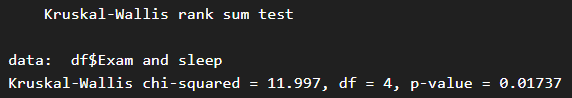 Kruskal-Wallis rank sum test
data:  df$Exam and sleep
Kruskal-Wallis chi-squared = 11.997, df = 4, p-value = 0.01737